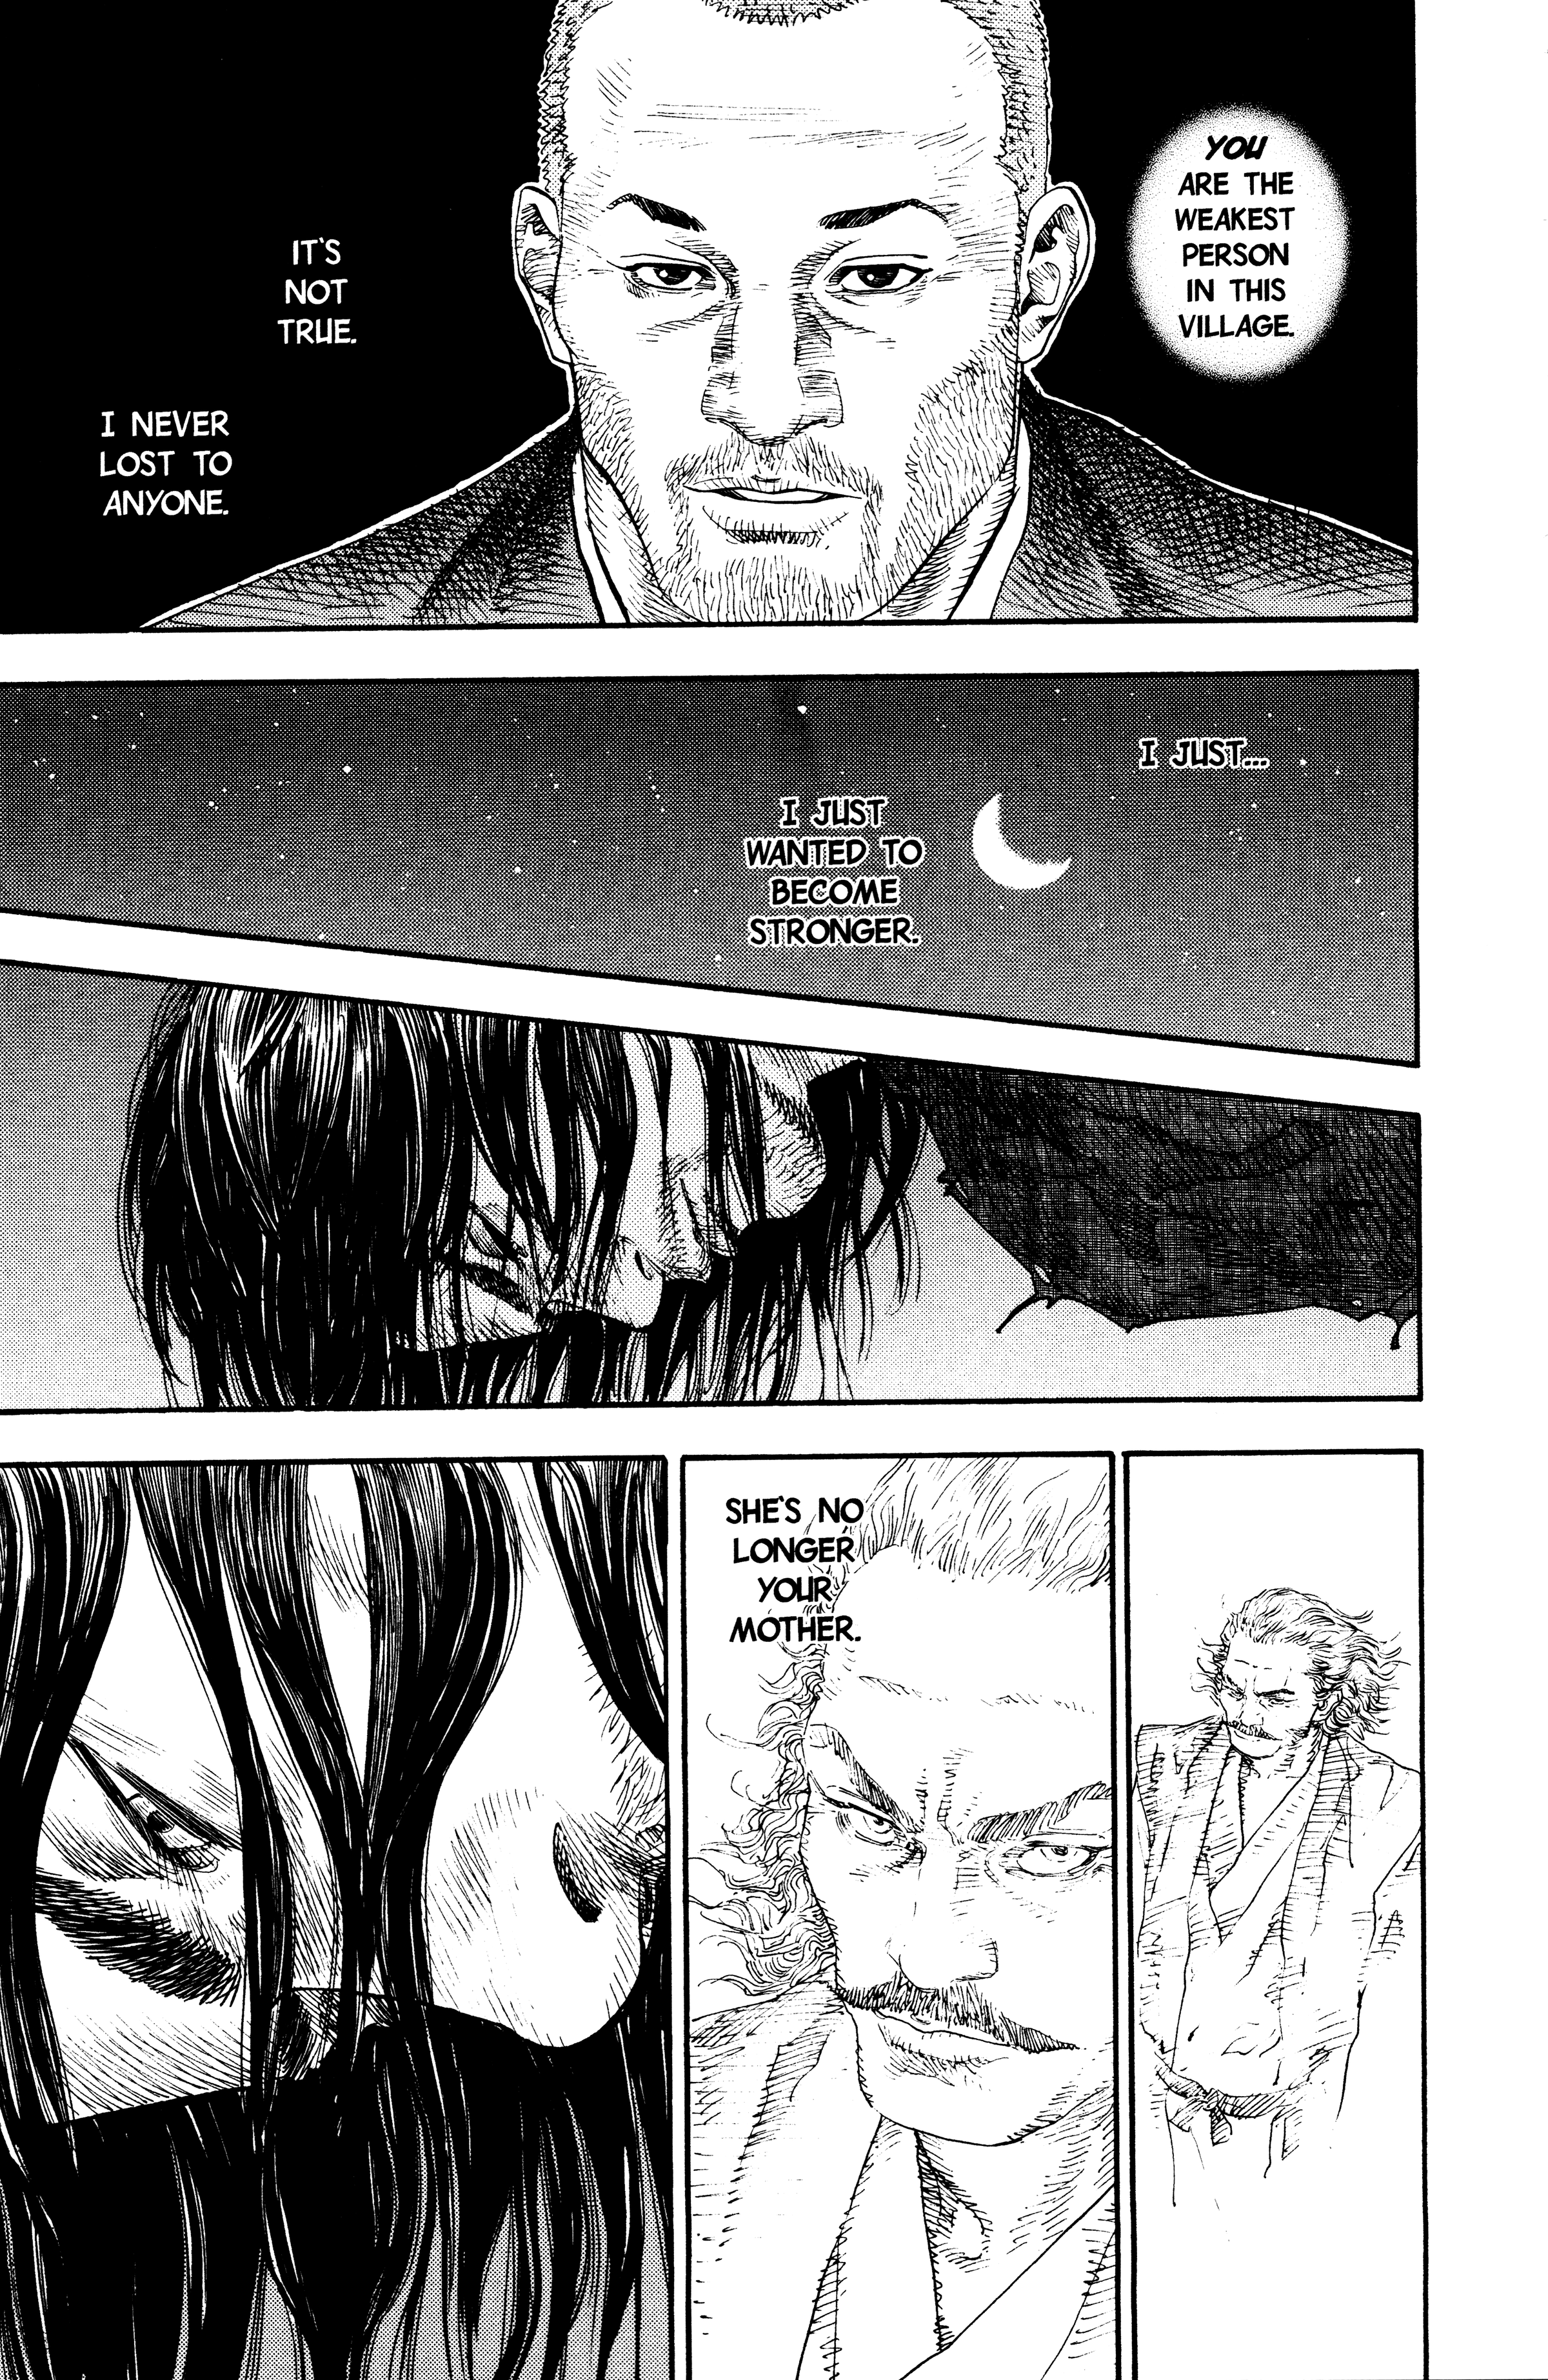 YOU
ARE THE
WEAKEST
PERSON
IN THIS
VILLAGE.
IT'S
NOT
TRUE.
I NEVER
LOST TO
ANYONE.
I JUST...
I JUST
WANTED TO
BECOME
STRONGER.
SHE'S NO
LONGER
YOUR
MOTHER.